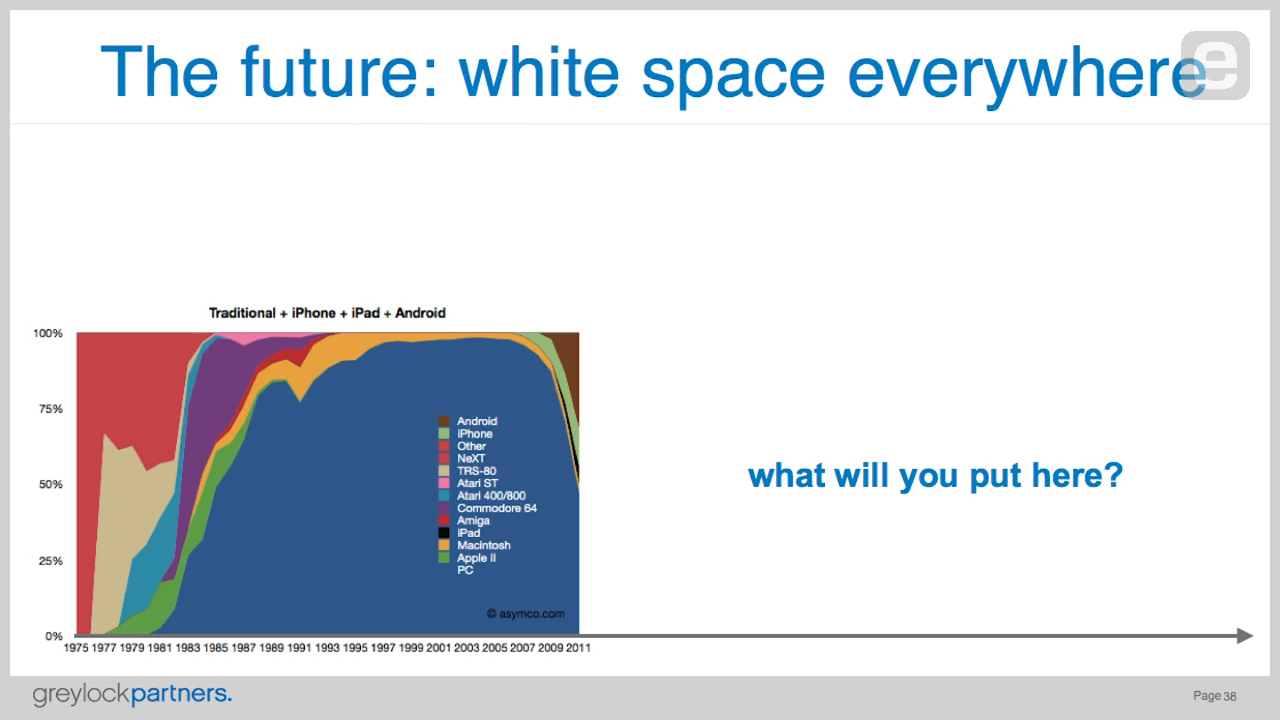 The future: white space everywhere
e
Traditional + iPhone + iPad + Android
100%
75%
50%
25%
0%
Android
iPhone
Other
NeXT
TRS-80
Atari ST
Atari 400/800
Commodore 64
Amiga
iPad
Macintosh
Apple II
PC
© asymco.com
1975 1977 1979 1981 1983 1985 1987 1989 1991 1993 1995 1997 1999 2001 2003 2005 2007 2009 2011
what will you put here?
greylockpartners.
Page 38